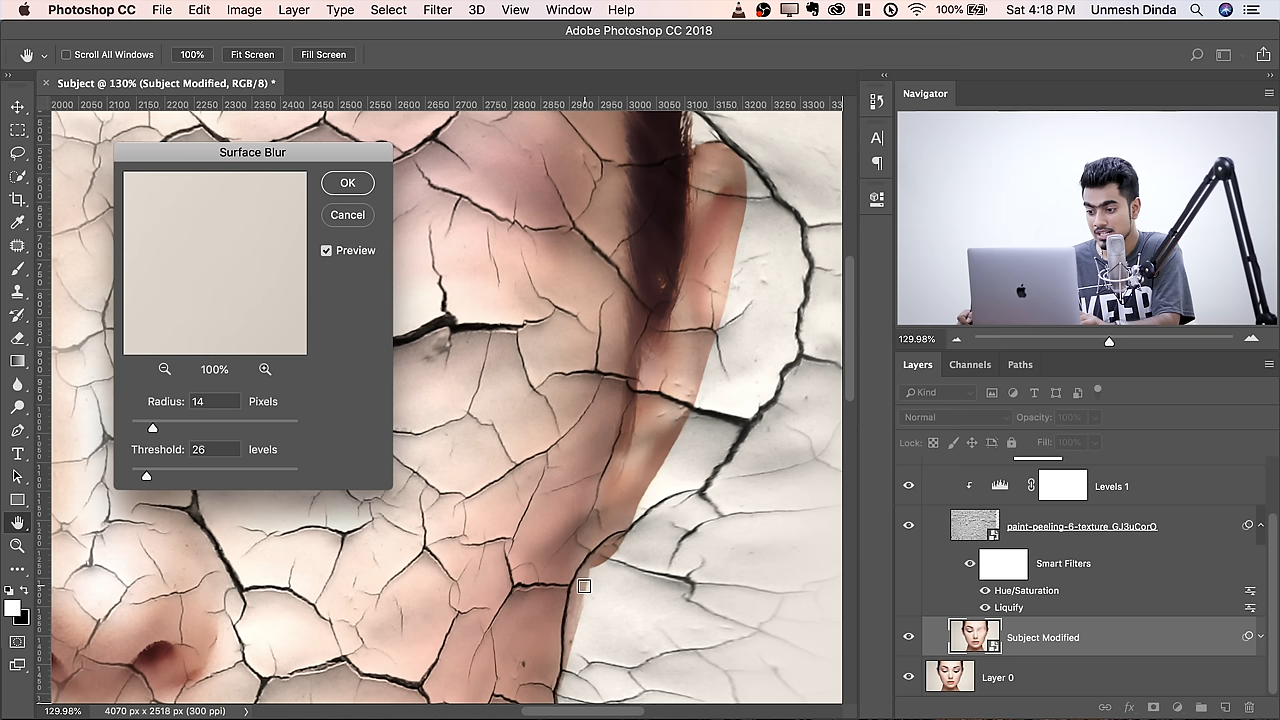 Photoshop CC File Edit Image Layer Type Select Filter 3D View Window Help 100% Sat 4:18 PM Unmesh Dinda
Adobe Photoshop CC 2018
Scroll All Windows 100% Fit Screen Fill Screen
Subject @ 130% (Subject Modified, RGB/8) *
2000 2050 2100 2150 2200 2250 2300 2350 2400 2450 2500 2550 2600 2650 2700 2750 2800 2850 2900 2950 3000 3050 3100 3150 3200 3250 3300
Surface Blur
OK
Cancel
Preview
100%
Radius: 14 Pixels
Threshold: 26 levels
129.98% 4070 px x 2518 px (300 ppi)
Navigator
129.98%
Layers Channels Paths
Kind
Normal Opacity: 100%
Lock: Fill: 100%
Levels 1
paint-peeling-6-texture_GJ3uCorO
Smart Filters
Hue/Saturation
Liquify
Subject Modified
Layer 0